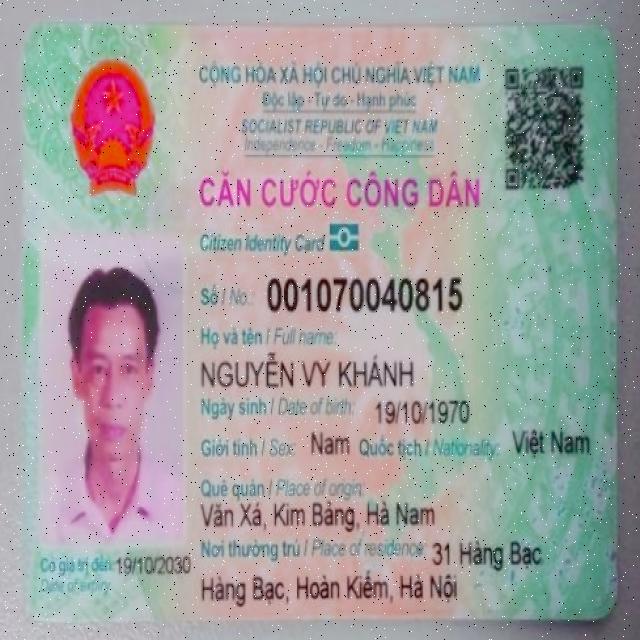 CỘNG HÒA XÃ HỘI CHỦ NGHĨA VIỆT NAM
Độc lập - Tự do - Hạnh phúc
SOCIALIST REPUBLIC OF VIET NAM
Independence - Freedom - Happiness
CĂN CƯỚC CÔNG DÂN
Citizen Identity Card
Số / No.: 001070040815
Họ và tên / Full name:
NGUYỄN VY KHÁNH
Ngày sinh / Date of birth: 19/10/1970
Giới tính / Sex: Nam Quốc tịch / Nationality: Việt Nam
Quê quán / Place of origin:
Văn Xá, Kim Bảng, Hà Nam
Nơi thường trú / Place of residence: 31 Hàng Bạc
Hàng Bạc, Hoàn Kiếm, Hà Nội
Có giá trị đến: 19/10/2030
Date of expiry